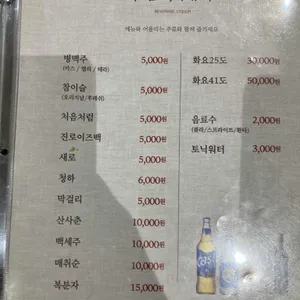 BEVERAGE, LIQUOR
메뉴와 어울리는 주류와 함께 즐기세요
병맥주 5,000원
(카스 / 켈리 / 테라)
참이슬 5,000원
(오리지날/후레쉬)
처음처럼 5,000원
진로이즈백 5,000원
새로 5,000원
청하 6,000원
막걸리 5,000원
산사춘 10,000원
백세주 10,000원
매취순 10,000원
복분자 15,000원
화요25도 30,000원
화요41도 50,000원
음료수 2,000원
(콜라/스프라이트/환타)
토닉워터 3,000원
Cass